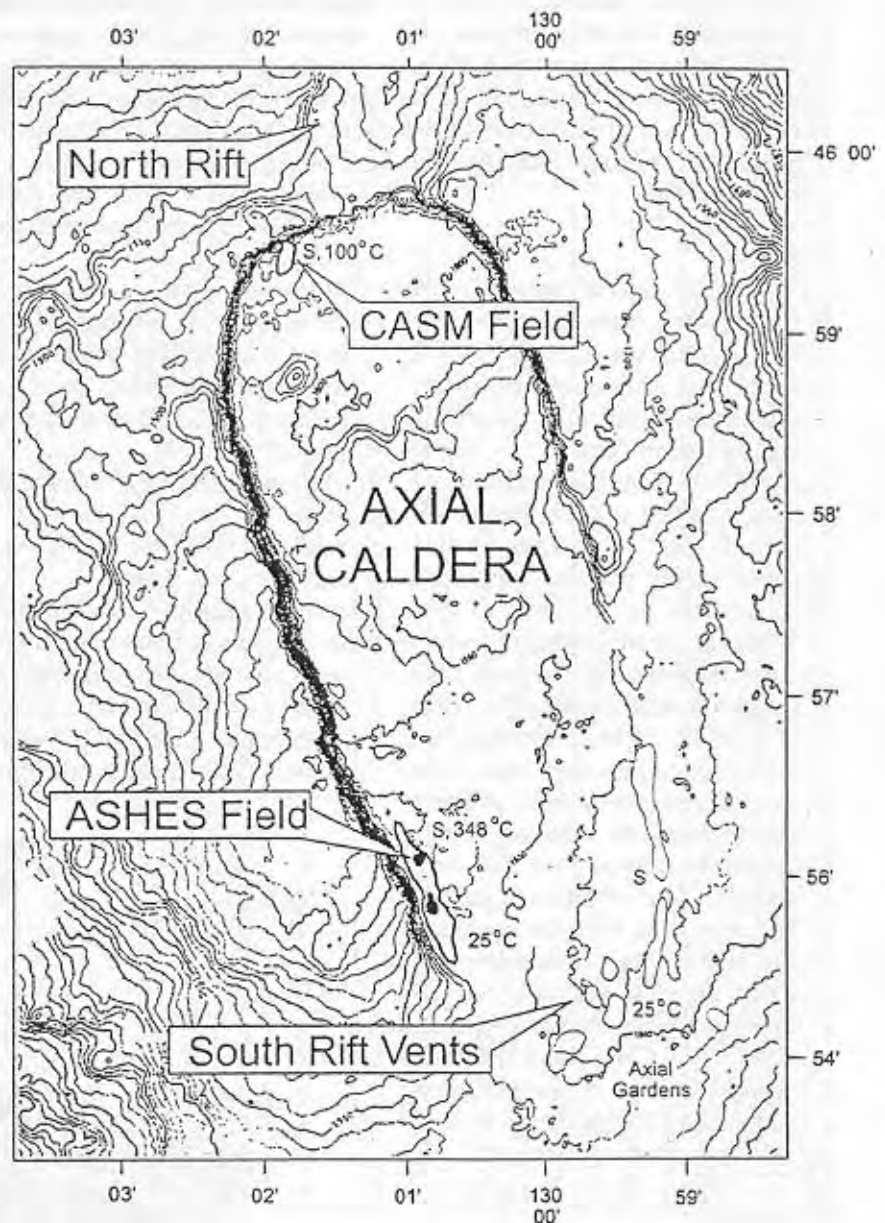 130
03'
02'
01'
00'
59'
46 00'
North Rift
S, 100°C
CASM Field
59'
58'
AXIAL
CALDERA
57'
ASHES Field
S, 348°C
56'
S
25°C
25°C
South Rift Vents
54'
Axial
Gardens
03'
02'
01'
130
59'
00'